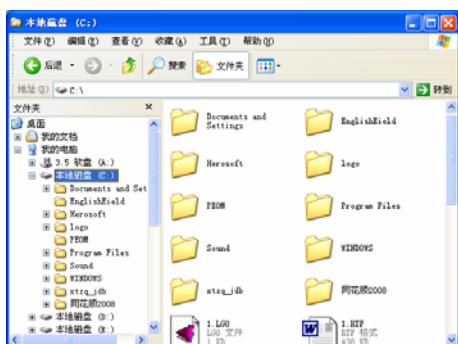 本地磁盘 (C:)
文件(F) 编辑(E) 查看(V) 收藏(A) 工具(T) 帮助(H)
后退 搜索 文件夹
地址(D) C:\ 转到
文件夹
桌面
我的文档
我的电脑
3.5 软盘 (A:)
本地磁盘 (C:)
Documents and Set
EnglishField
Herosoft
logo
PEOM
Program Files
Sound
WINDOWS
xtzq_jdb
同花顺2008
本地磁盘 (D:)
本地磁盘
Documents and Settings
EnglishField
Herosoft
logo
PEOM
Program Files
Sound
WINDOWS
xtzq_jdb
同花顺2008
1.LGO
LGO 文件
1 KB
1.RTF
RTF 格式
430 KB